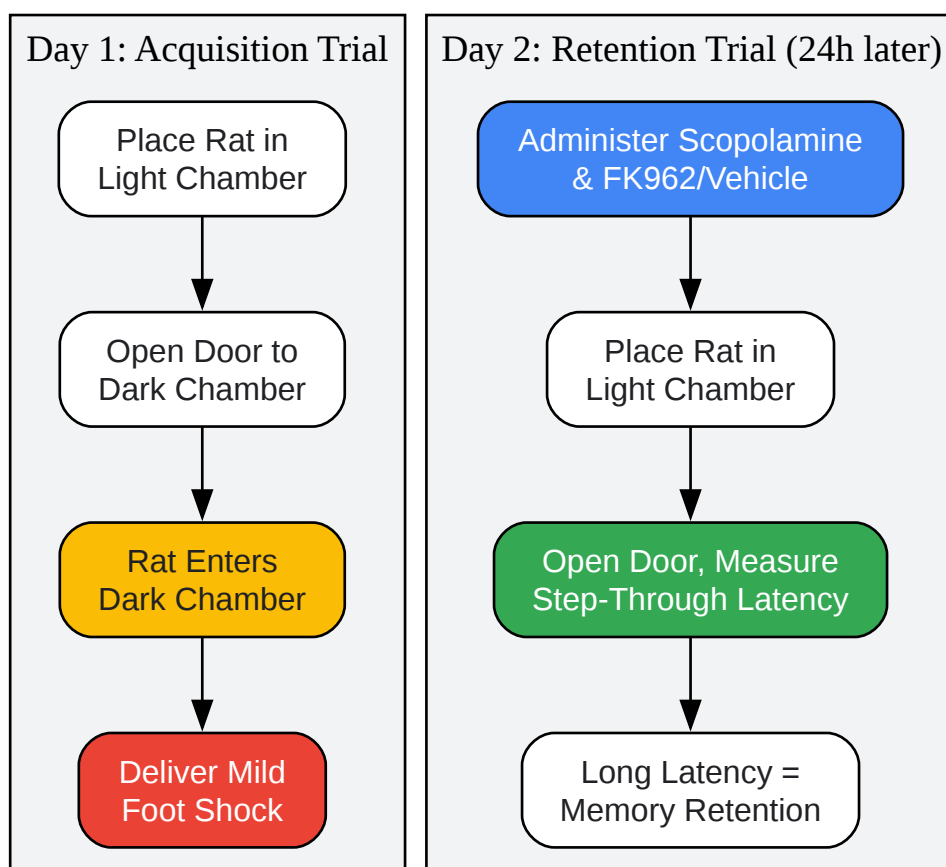 Day 1: Acquisition Trial
Place Rat in
Light Chamber
Open Door to
Dark Chamber
Rat Enters
Dark Chamber
Deliver Mild
Foot Shock
Day 2: Retention Trial (24h later)
Administer Scopolamine
& FK962/Vehicle
Place Rat in
Light Chamber
Open Door, Measure
Step-Through Latency
Long Latency =
Memory Retention